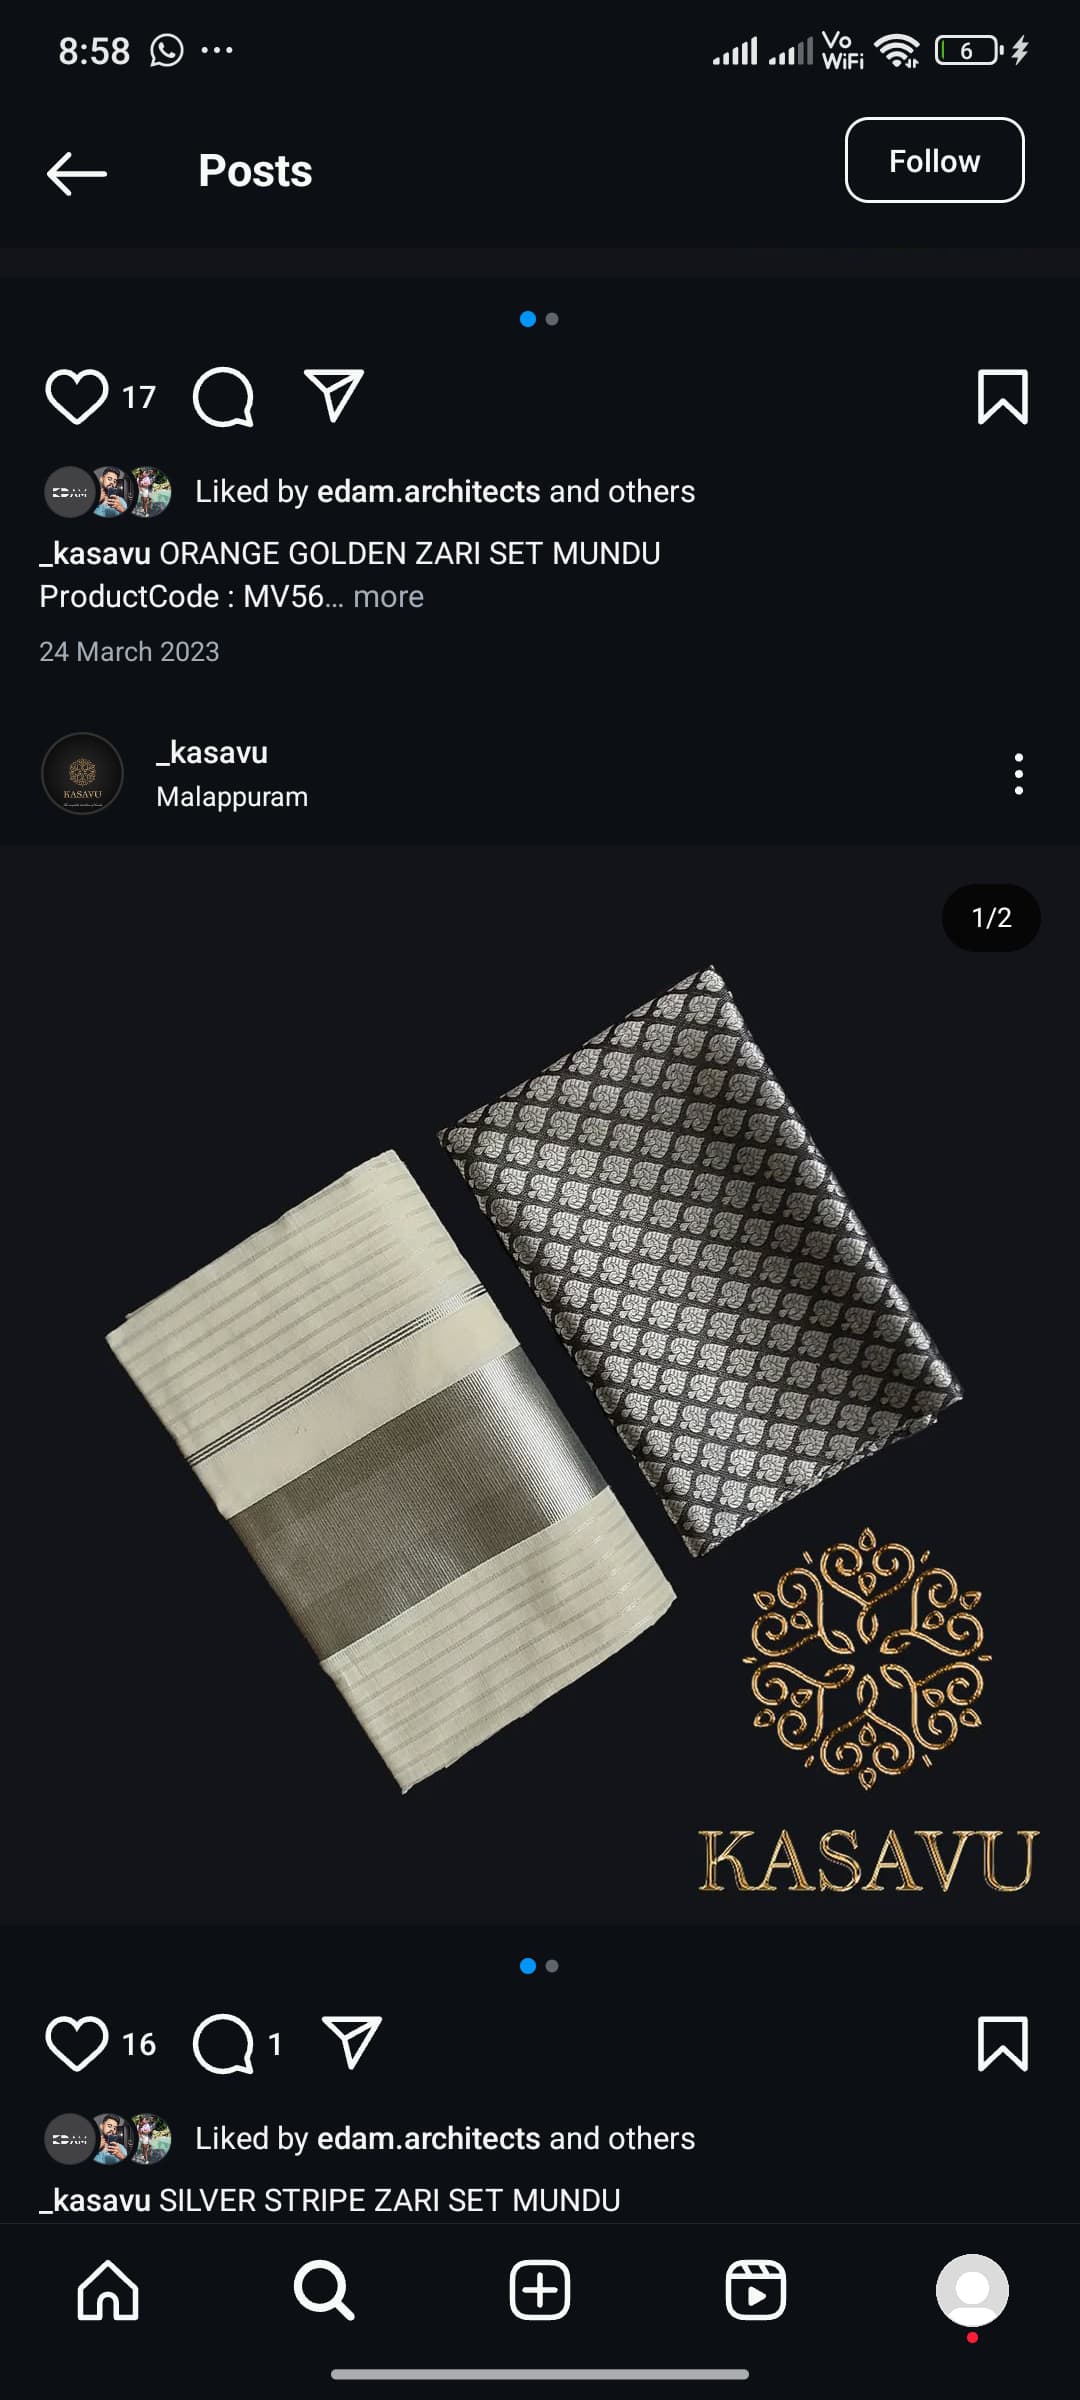 8:58
Vo
WiFi
6
Posts
Follow
17
Liked by edam.architects and others
_kasavu ORANGE GOLDEN ZARI SET MUNDU
ProductCode : MV56... more
24 March 2023
_kasavu
Malappuram
KASAVU
1/2
KASAVU
16
1
Liked by edam.architects and others
_kasavu SILVER STRIPE ZARI SET MUNDU